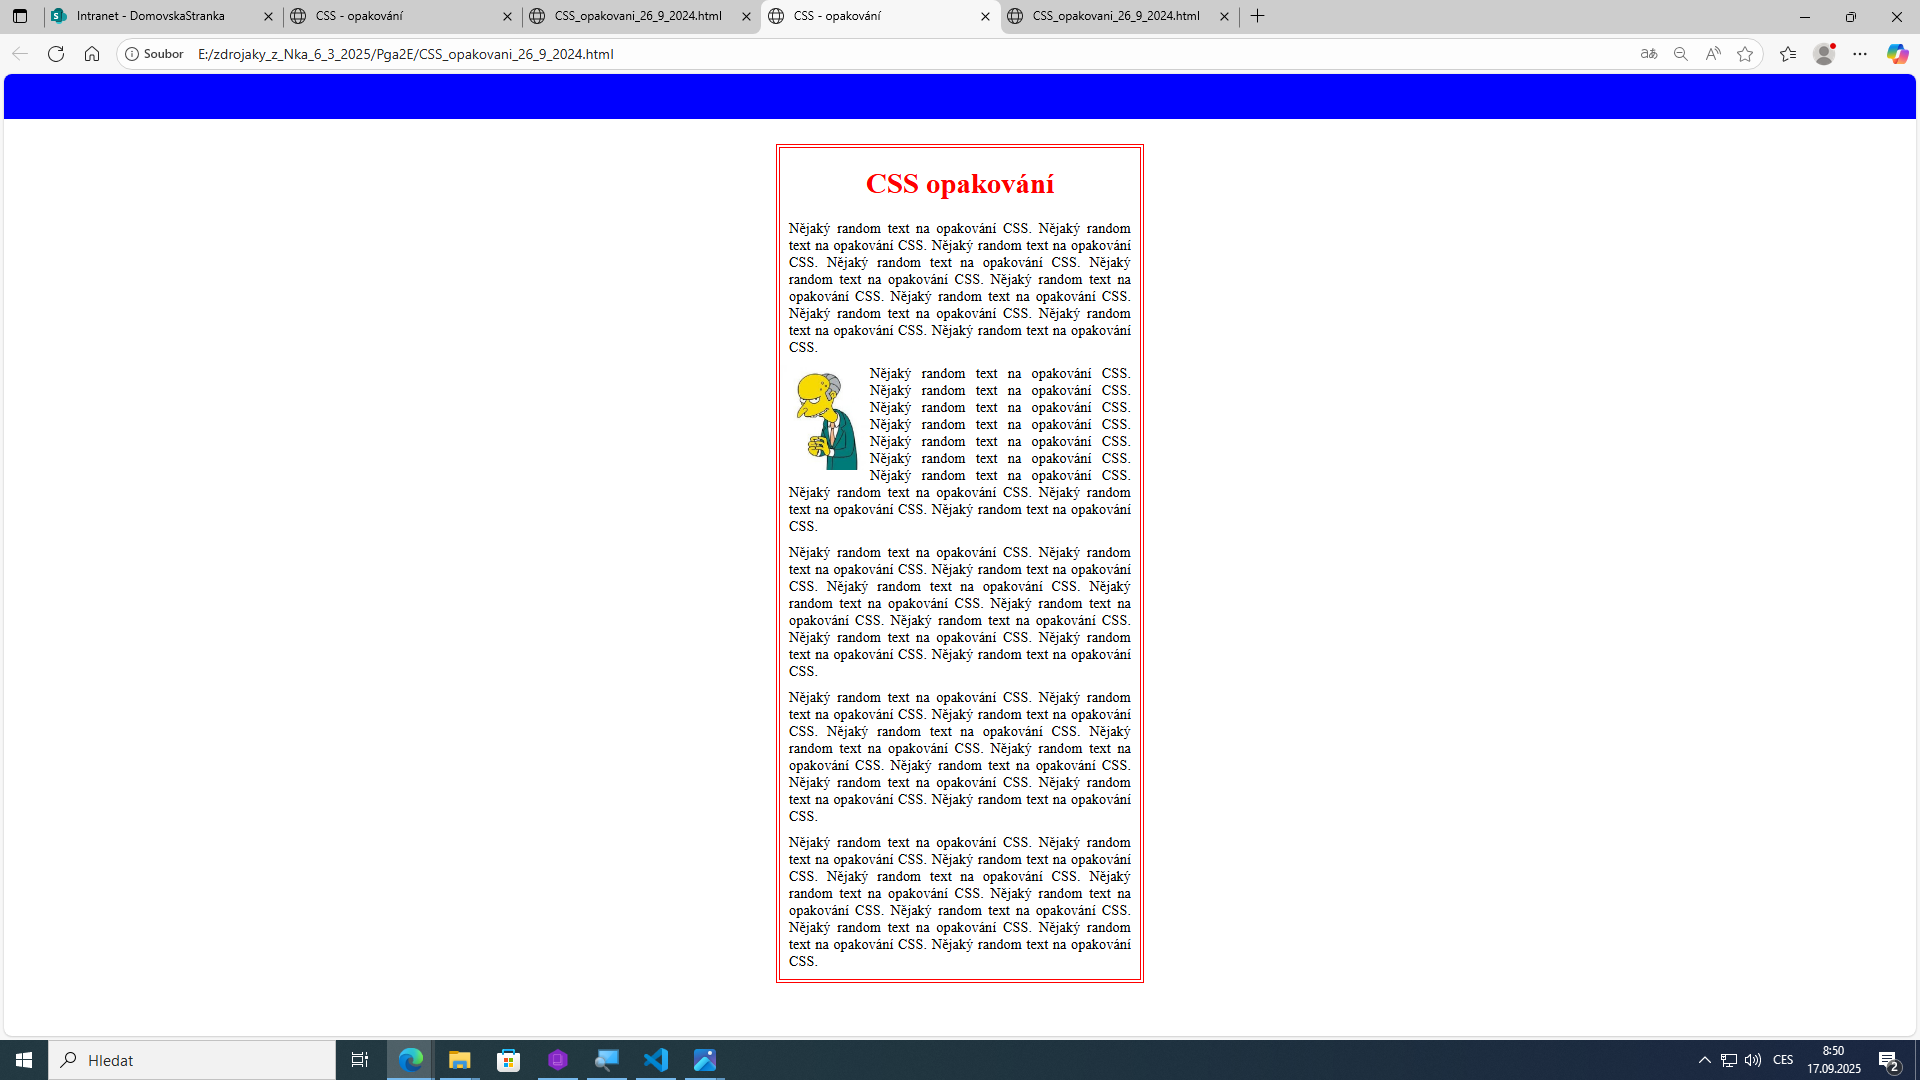 Intranet - DomovskaStranka
CSS - opakování
CSS_opakovani_26_9_2024.html
CSS - opakování
CSS_opakovani_26_9_2024.html
Soubor
E:/zdrojaky_z_Nka_6_3_2025/Pga2E/CSS_opakovani_26_9_2024.html
CSS opakování
Nějaký random text na opakování CSS. Nějaký random
text na opakování CSS. Nějaký random text na opakování
CSS. Nějaký random text na opakování CSS. Nějaký
random text na opakování CSS. Nějaký random text na
opakování CSS. Nějaký random text na opakování CSS.
Nějaký random text na opakování CSS. Nějaký random
text na opakování CSS. Nějaký random text na opakování
CSS.
Nějaký random text na opakování CSS.
Nějaký random text na opakování CSS.
Nějaký random text na opakování CSS.
Nějaký random text na opakování CSS.
Nějaký random text na opakování CSS.
Nějaký random text na opakování CSS.
Nějaký random text na opakování CSS.
Nějaký random text na opakování CSS. Nějaký random
text na opakování CSS. Nějaký random text na opakování
CSS.
Nějaký random text na opakování CSS. Nějaký random
text na opakování CSS. Nějaký random text na opakování
CSS. Nějaký random text na opakování CSS. Nějaký
random text na opakování CSS. Nějaký random text na
opakování CSS. Nějaký random text na opakování CSS.
Nějaký random text na opakování CSS. Nějaký random
text na opakování CSS. Nějaký random text na opakování
CSS.
Nějaký random text na opakování CSS. Nějaký random
text na opakování CSS. Nějaký random text na opakování
CSS. Nějaký random text na opakování CSS. Nějaký
random text na opakování CSS. Nějaký random text na
opakování CSS. Nějaký random text na opakování CSS.
Nějaký random text na opakování CSS. Nějaký random
text na opakování CSS. Nějaký random text na opakování
CSS.
Nějaký random text na opakování CSS. Nějaký random
text na opakování CSS. Nějaký random text na opakování
CSS. Nějaký random text na opakování CSS. Nějaký
random text na opakování CSS. Nějaký random text na
opakování CSS. Nějaký random text na opakování CSS.
Nějaký random text na opakování CSS. Nějaký random
text na opakování CSS. Nějaký random text na opakování
CSS.
Hledat
CES
8:50
17.09.2025
2